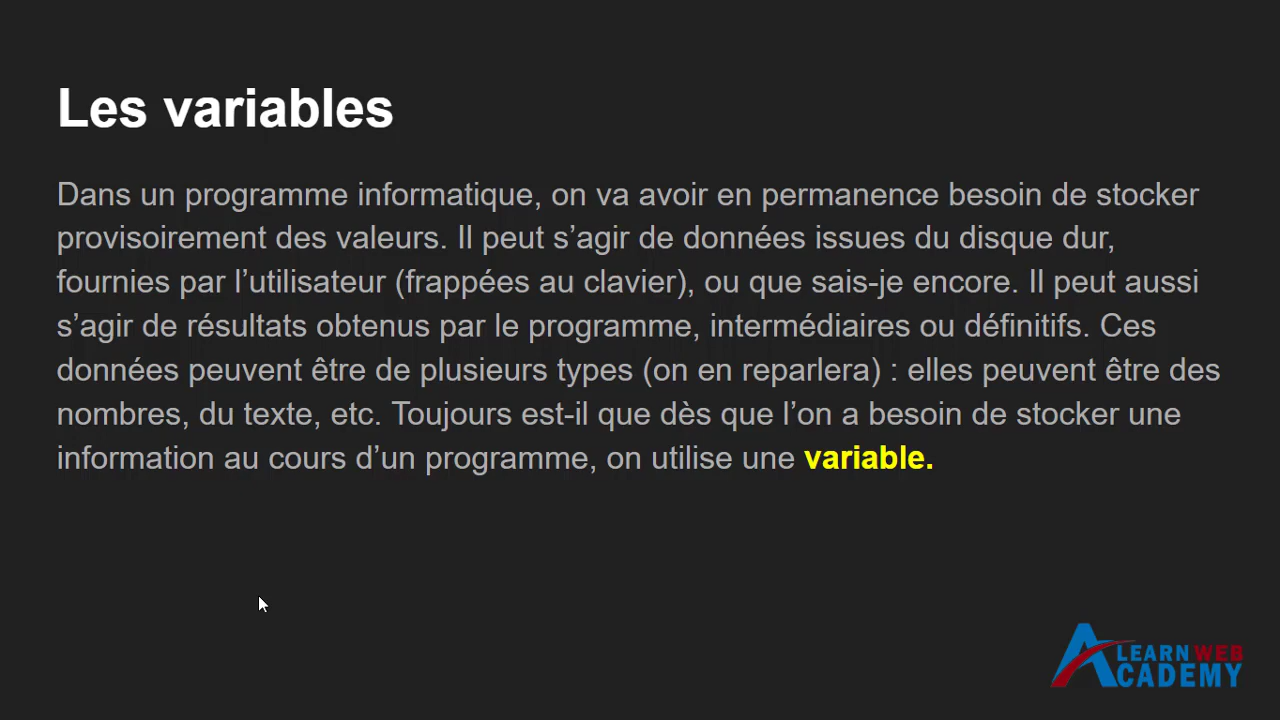 Les variables
Dans un programme informatique, on va avoir en permanence besoin de stocker
provisoirement des valeurs. Il peut s’agir de données issues du disque dur,
fournies par l’utilisateur (frappées au clavier), ou que sais-je encore. Il peut aussi
s’agir de résultats obtenus par le programme, intermédiaires ou définitifs. Ces
données peuvent être de plusieurs types (on en reparlera) : elles peuvent être des
nombres, du texte, etc. Toujours est-il que dès que l’on a besoin de stocker une
information au cours d’un programme, on utilise une variable.
LEARN WEB
ACADEMY